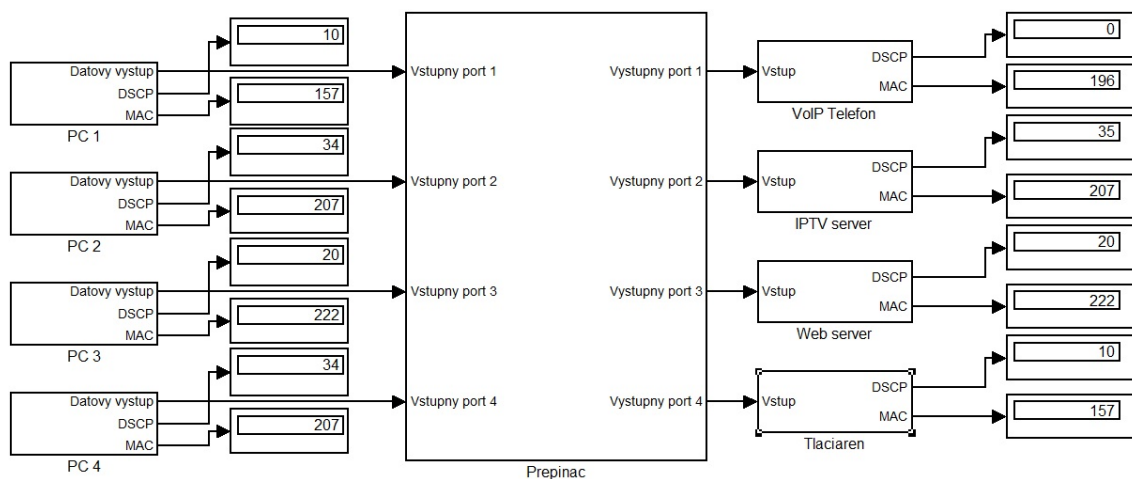 10
Datovy vystup
DSCP
MAC
157
PC 1
34
Datovy vystup
DSCP
MAC
207
PC 2
20
Datovy vystup
DSCP
MAC
222
PC 3
34
Datovy vystup
DSCP
MAC
207
PC 4
Vstupny port 1
Vstupny port 2
Vstupny port 3
Vstupny port 4
Vystupny port 1
Vystupny port 2
Vystupny port 3
Vystupny port 4
Prepinac
Vstup
DSCP
MAC
VoIP Telefon
0
196
Vstup
DSCP
MAC
IPTV server
35
207
Vstup
DSCP
MAC
Web server
20
222
Vstup
DSCP
MAC
Tlaciaren
10
157